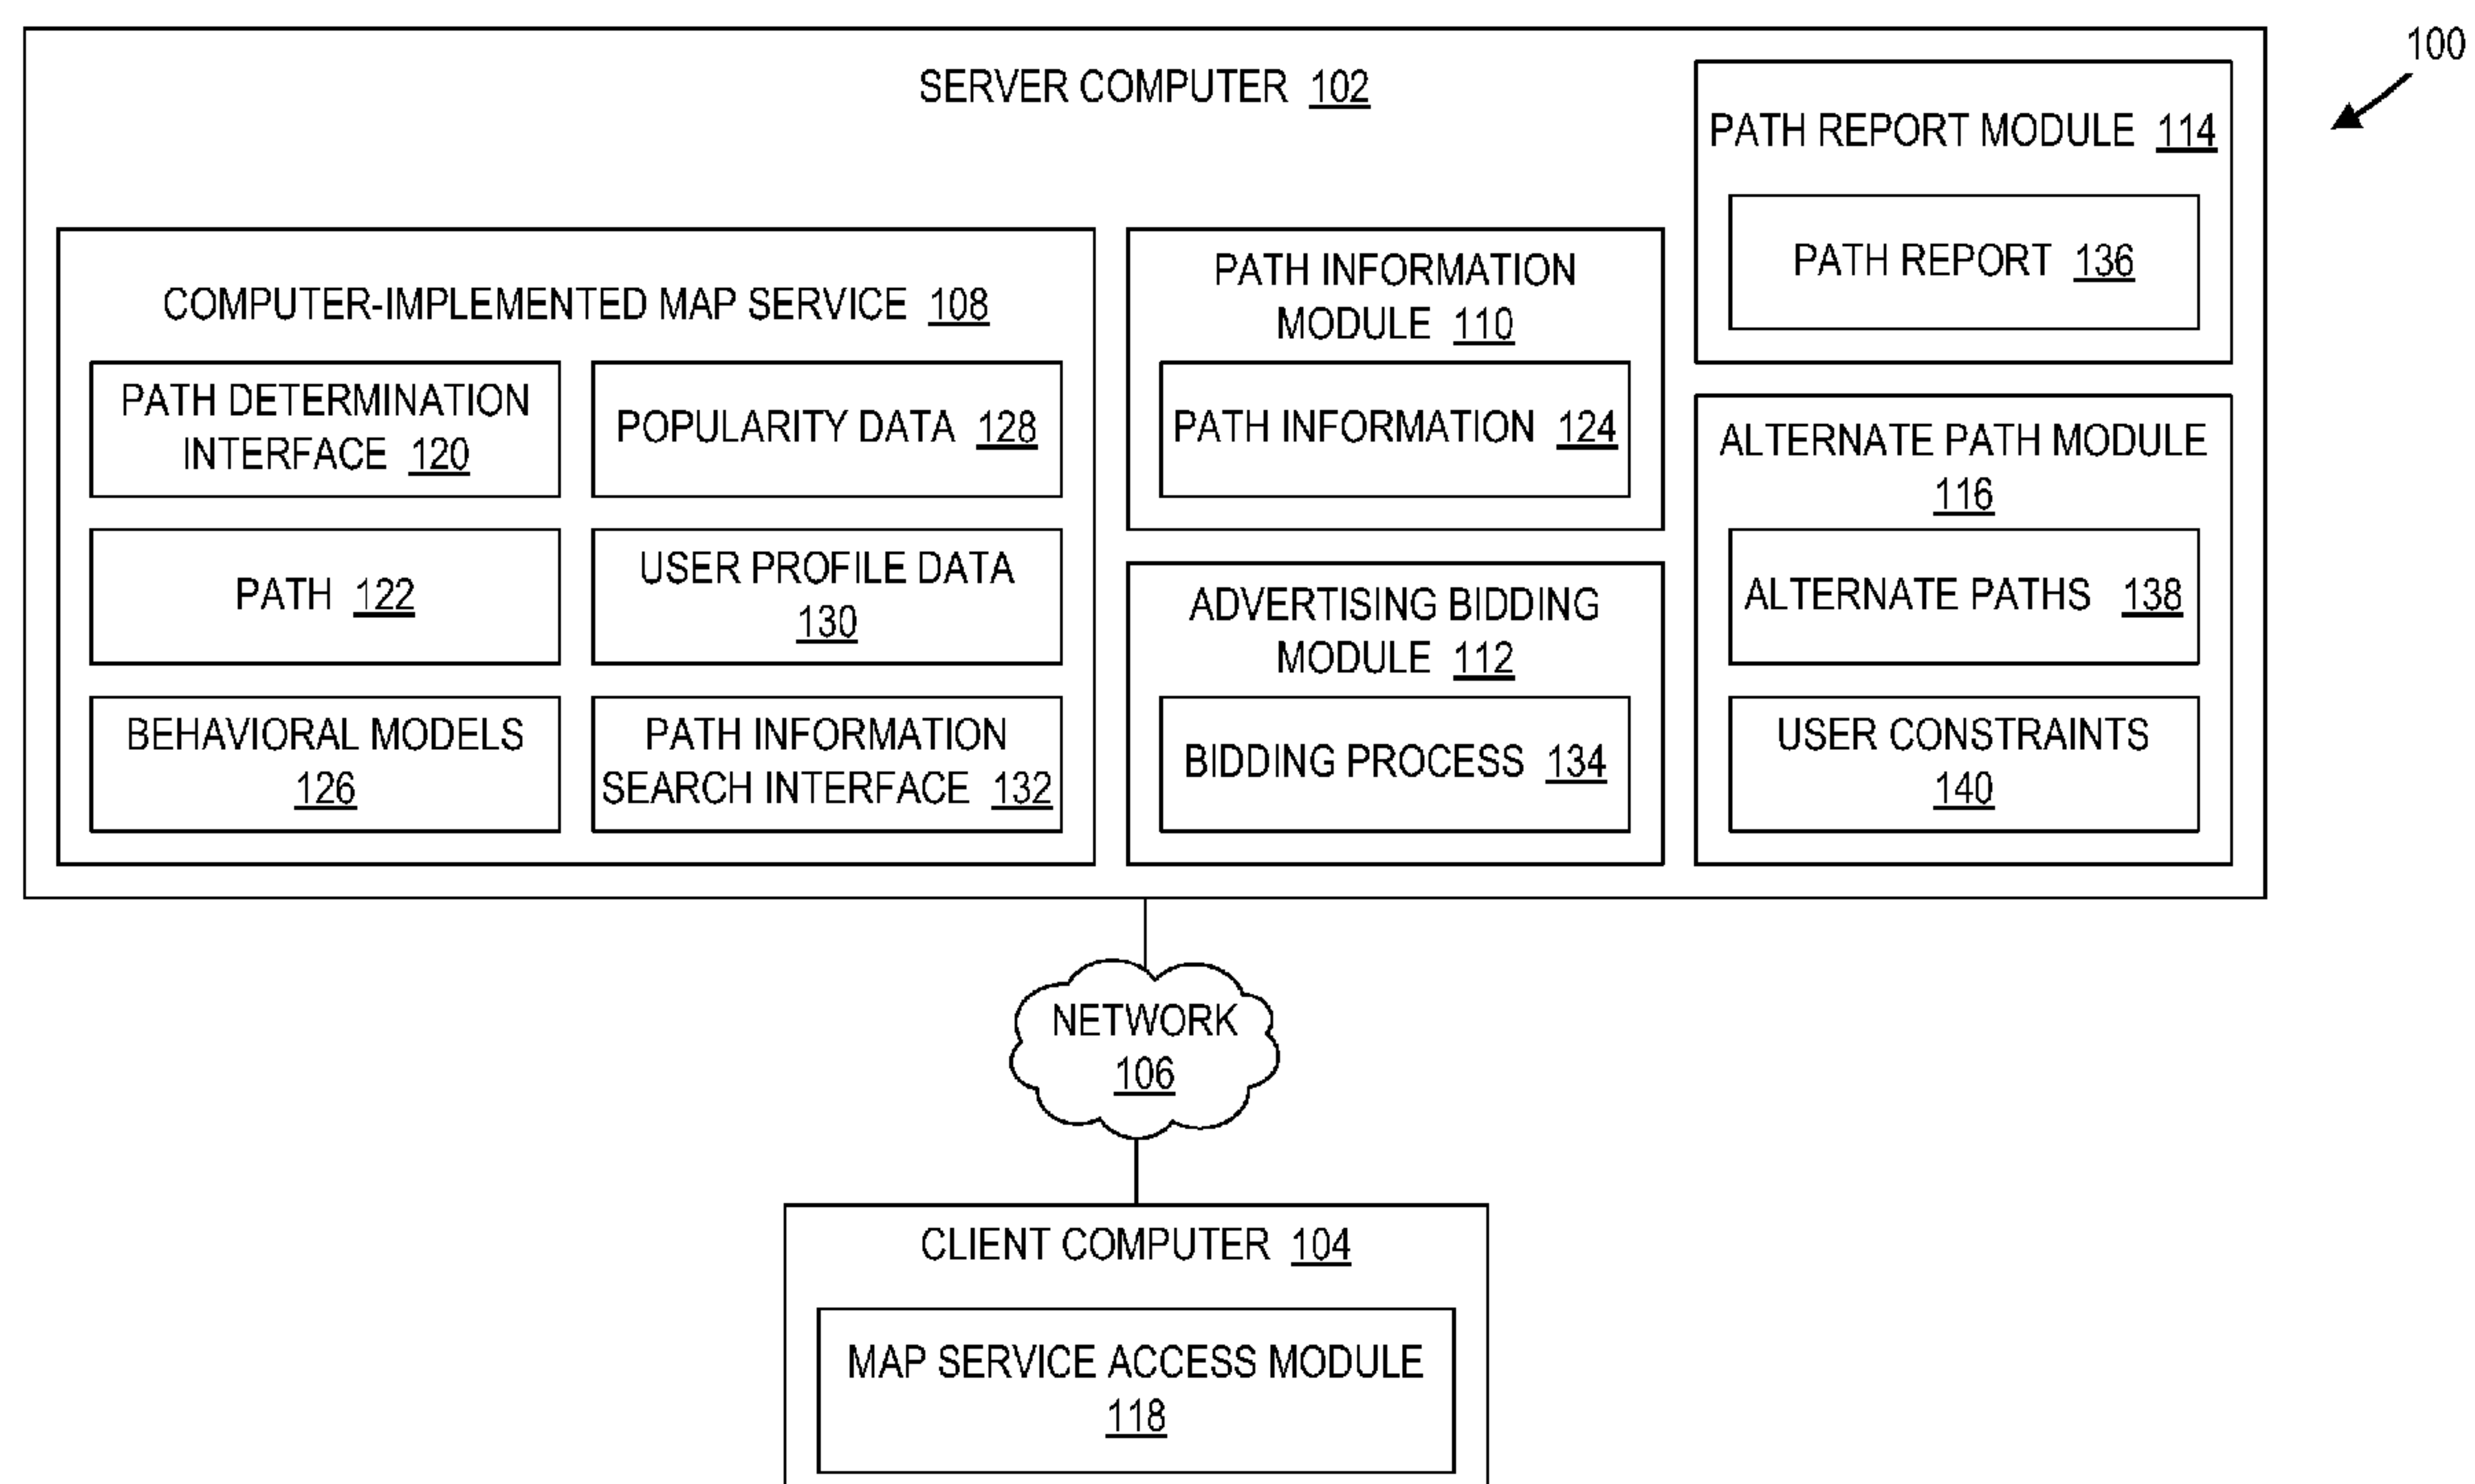 100
SERVER COMPUTER 102
PATH REPORT MODULE 114
PATH REPORT 136
COMPUTER-IMPLEMENTED MAP SERVICE 108
PATH DETERMINATION
INTERFACE 120
POPULARITY DATA 128
PATH 122
USER PROFILE DATA
130
BEHAVIORAL MODELS
126
PATH INFORMATION
SEARCH INTERFACE 132
PATH INFORMATION
MODULE 110
PATH INFORMATION 124
ADVERTISING BIDDING
MODULE 112
BIDDING PROCESS 134
ALTERNATE PATH MODULE
116
ALTERNATE PATHS 138
USER CONSTRAINTS
140
NETWORK
106
CLIENT COMPUTER 104
MAP SERVICE ACCESS MODULE
118